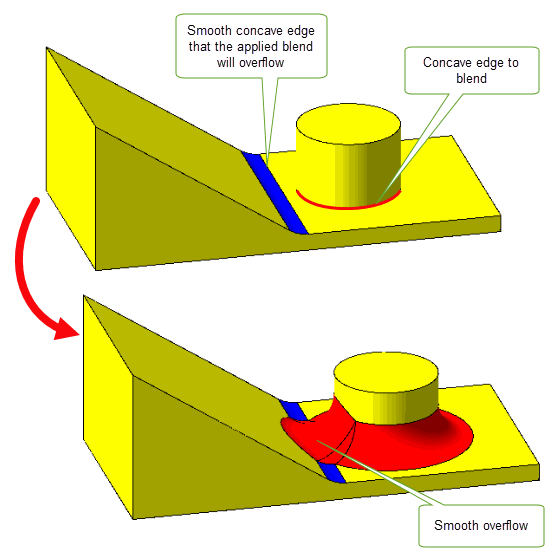 Smooth concave edge
that the applied blend
will overflow
Concave edge to
blend
Smooth overflow